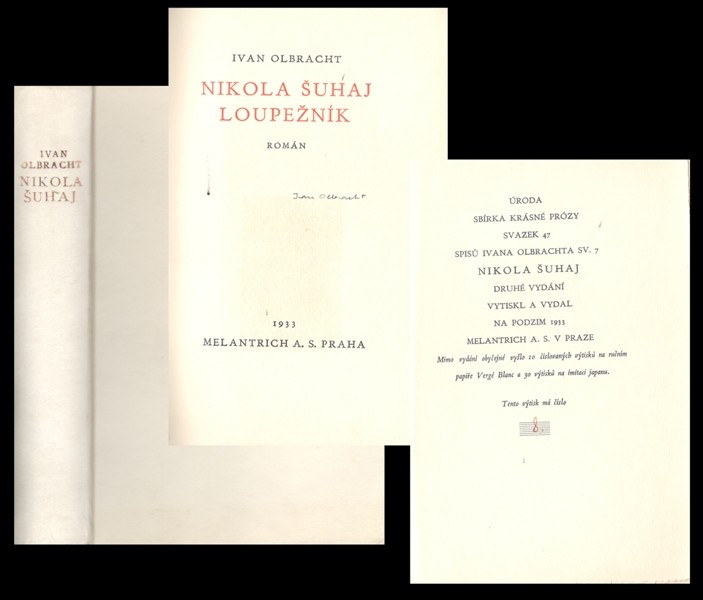 IVAN
OLBRACHT
NIKOLA
ŠUHAJ
IVAN OLBRACHT
NIKOLA ŠUHAJ
LOUPEŽNÍK
ROMÁN
Ivan Olbracht
1933
MELANTRICH A. S. PRAHA
ÚRODA
SBÍRKA KRÁSNÉ PRÓZY
SVAZEK 47
SPISŮ IVANA OLBRACHTA SV. 7
NIKOLA ŠUHAJ
DRUHÉ VYDÁNÍ
VYTISKL A VYDAL
NA PODZIM 1933
MELANTRICH A. S. V PRAZE
Mimo vydání obyčejné vyšlo 10 číslovaných výtisků na ručním
papíře Vergé Blanc a 30 výtisků na imitaci japanu.
Tento výtisk má číslo
8.